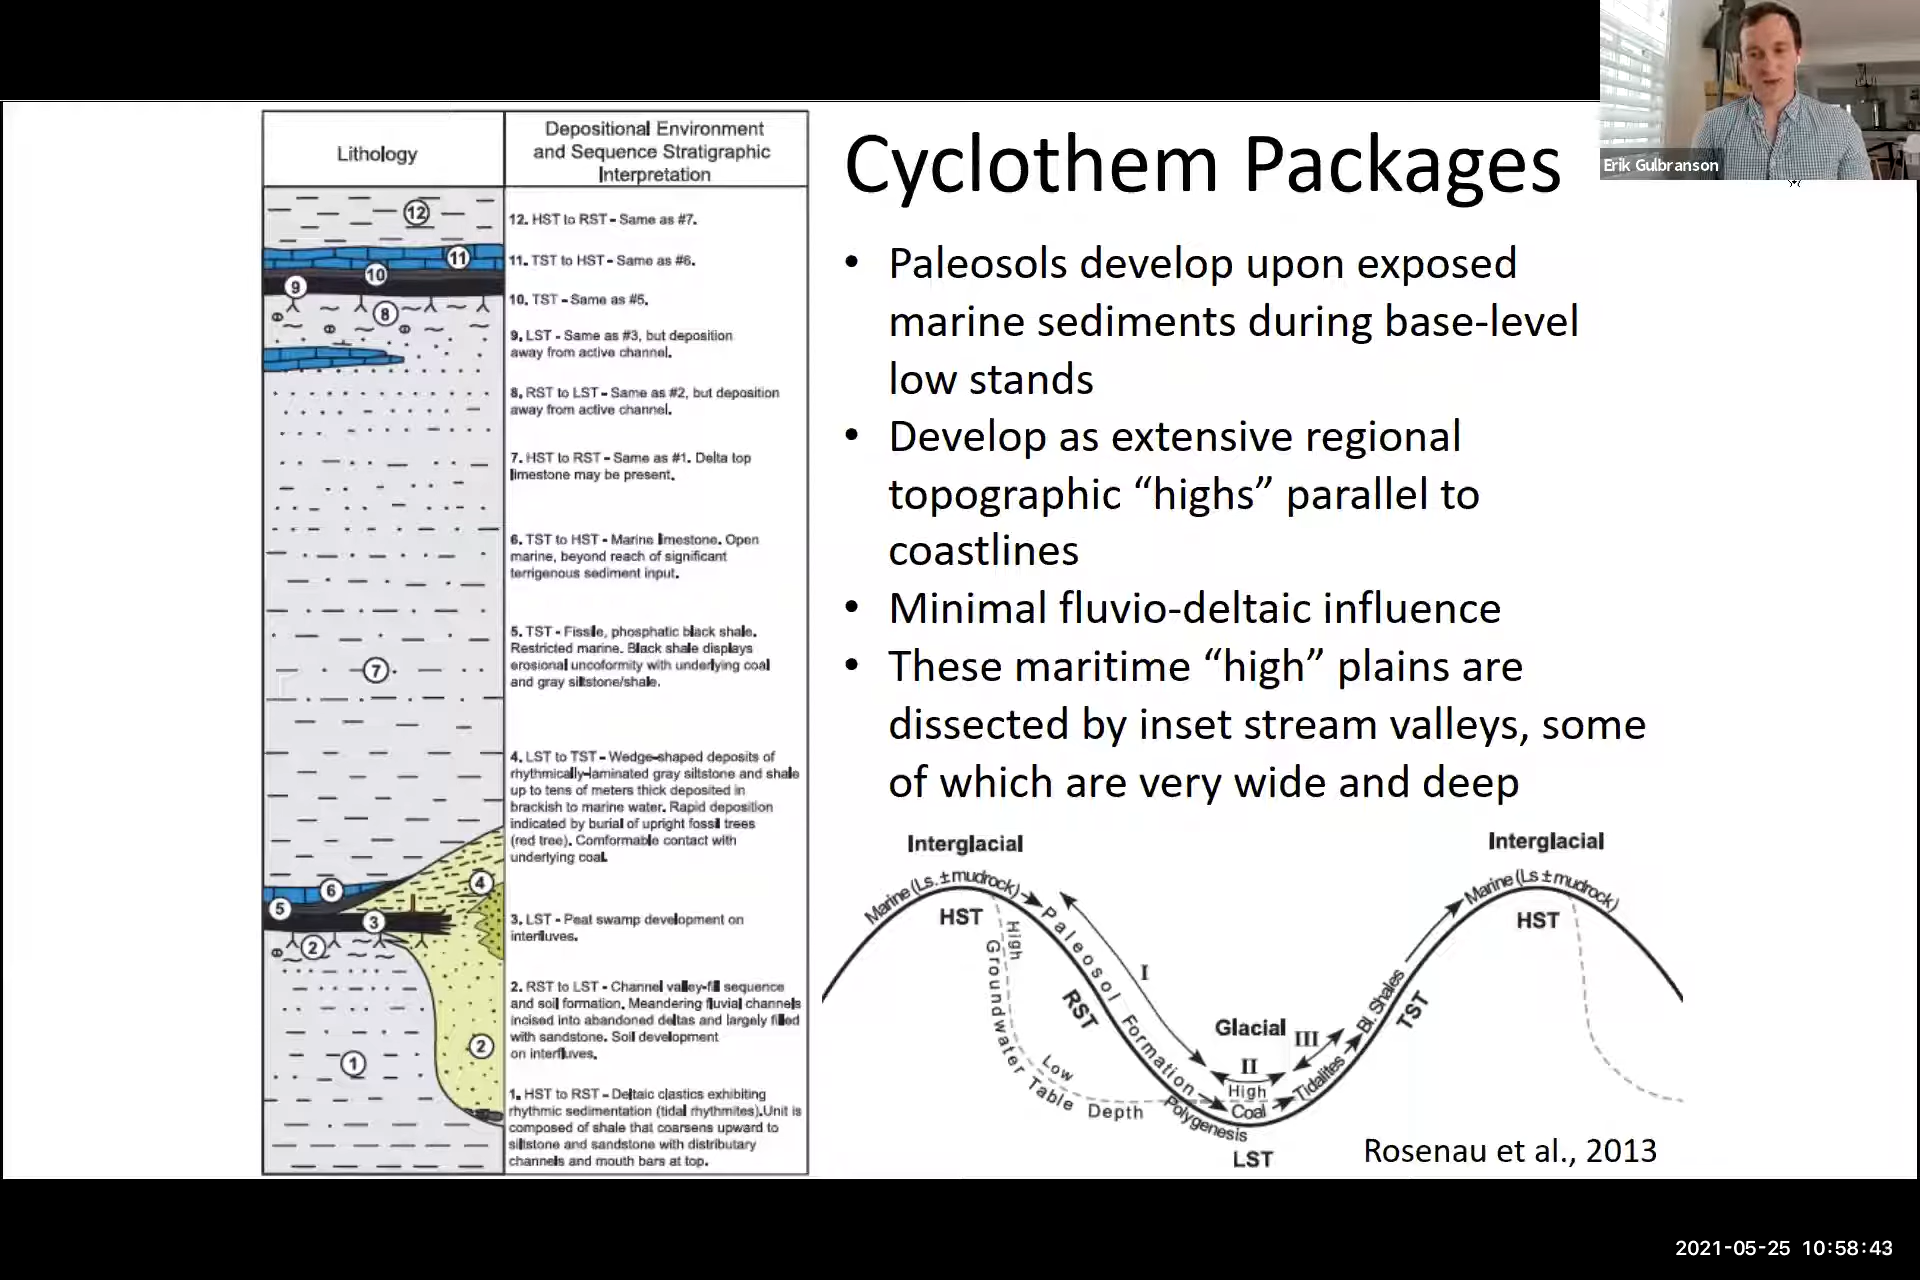 Erik Gulbranson
Lithology
Depositional Environment
and Sequence Stratigraphic
Interpretation
12
11
10
9
8
7
6
5
4
3
2
2
1
12. HST to RST - Same as #7.
11. TST to HST - Same as #6.
10. TST - Same as #5.
9. LST - Same as #3, but deposition
away from active channel.
8. RST to LST - Same as #2, but deposition
away from active channel.
7. HST to RST - Same as #1. Delta top
limestone may be present.
6. TST to HST - Marine limestone. Open
marine, beyond reach of significant
terrigenous sediment input.
5. TST - Fissile, phosphatic black shale.
Restricted marine. Black shale displays
erosional uncoformity with underlying coal
and gray siltstone/shale.
4. LST to TST - Wedge-shaped deposits of
rhythmically-laminated gray siltstone and shale
up to tens of meters thick deposited in
brackish to marine water. Rapid deposition
indicated by burial of upright fossil trees
(red tree). Comformable contact with
underlying coal.
3. LST - Peat swamp development on
interfluves.
2. RST to LST - Channel valley-fill sequence
and soil formation. Meandering fluvial channels
incised into abandoned deltas and largely filled
with sandstone. Soil development
on interfluves.
1. HST to RST - Deltaic clastics exhibiting
rhythmic sedimentation (tidal rhythmites).Unit is
composed of shale that coarsens upward to
siltstone and sandstone with distributary
channels and mouth bars at top.
Cyclothem Packages
• Paleosols develop upon exposed
marine sediments during base-level
low stands
• Develop as extensive regional
topographic “highs” parallel to
coastlines
• Minimal fluvio-deltaic influence
• These maritime “high” plains are
dissected by inset stream valleys, some
of which are very wide and deep
Interglacial
Marine (Ls. ± mudrock)
HST
High
Groundwater Table Depth
Low
Paleosol Formation
RST
I
Glacial
II
III
High
Coal
Polygenesis
LST
Tidalites
Bl. Shales
TST
Interglacial
Marine (Ls ± mudrock)
HST
Rosenau et al., 2013
2021-05-25 10:58:43